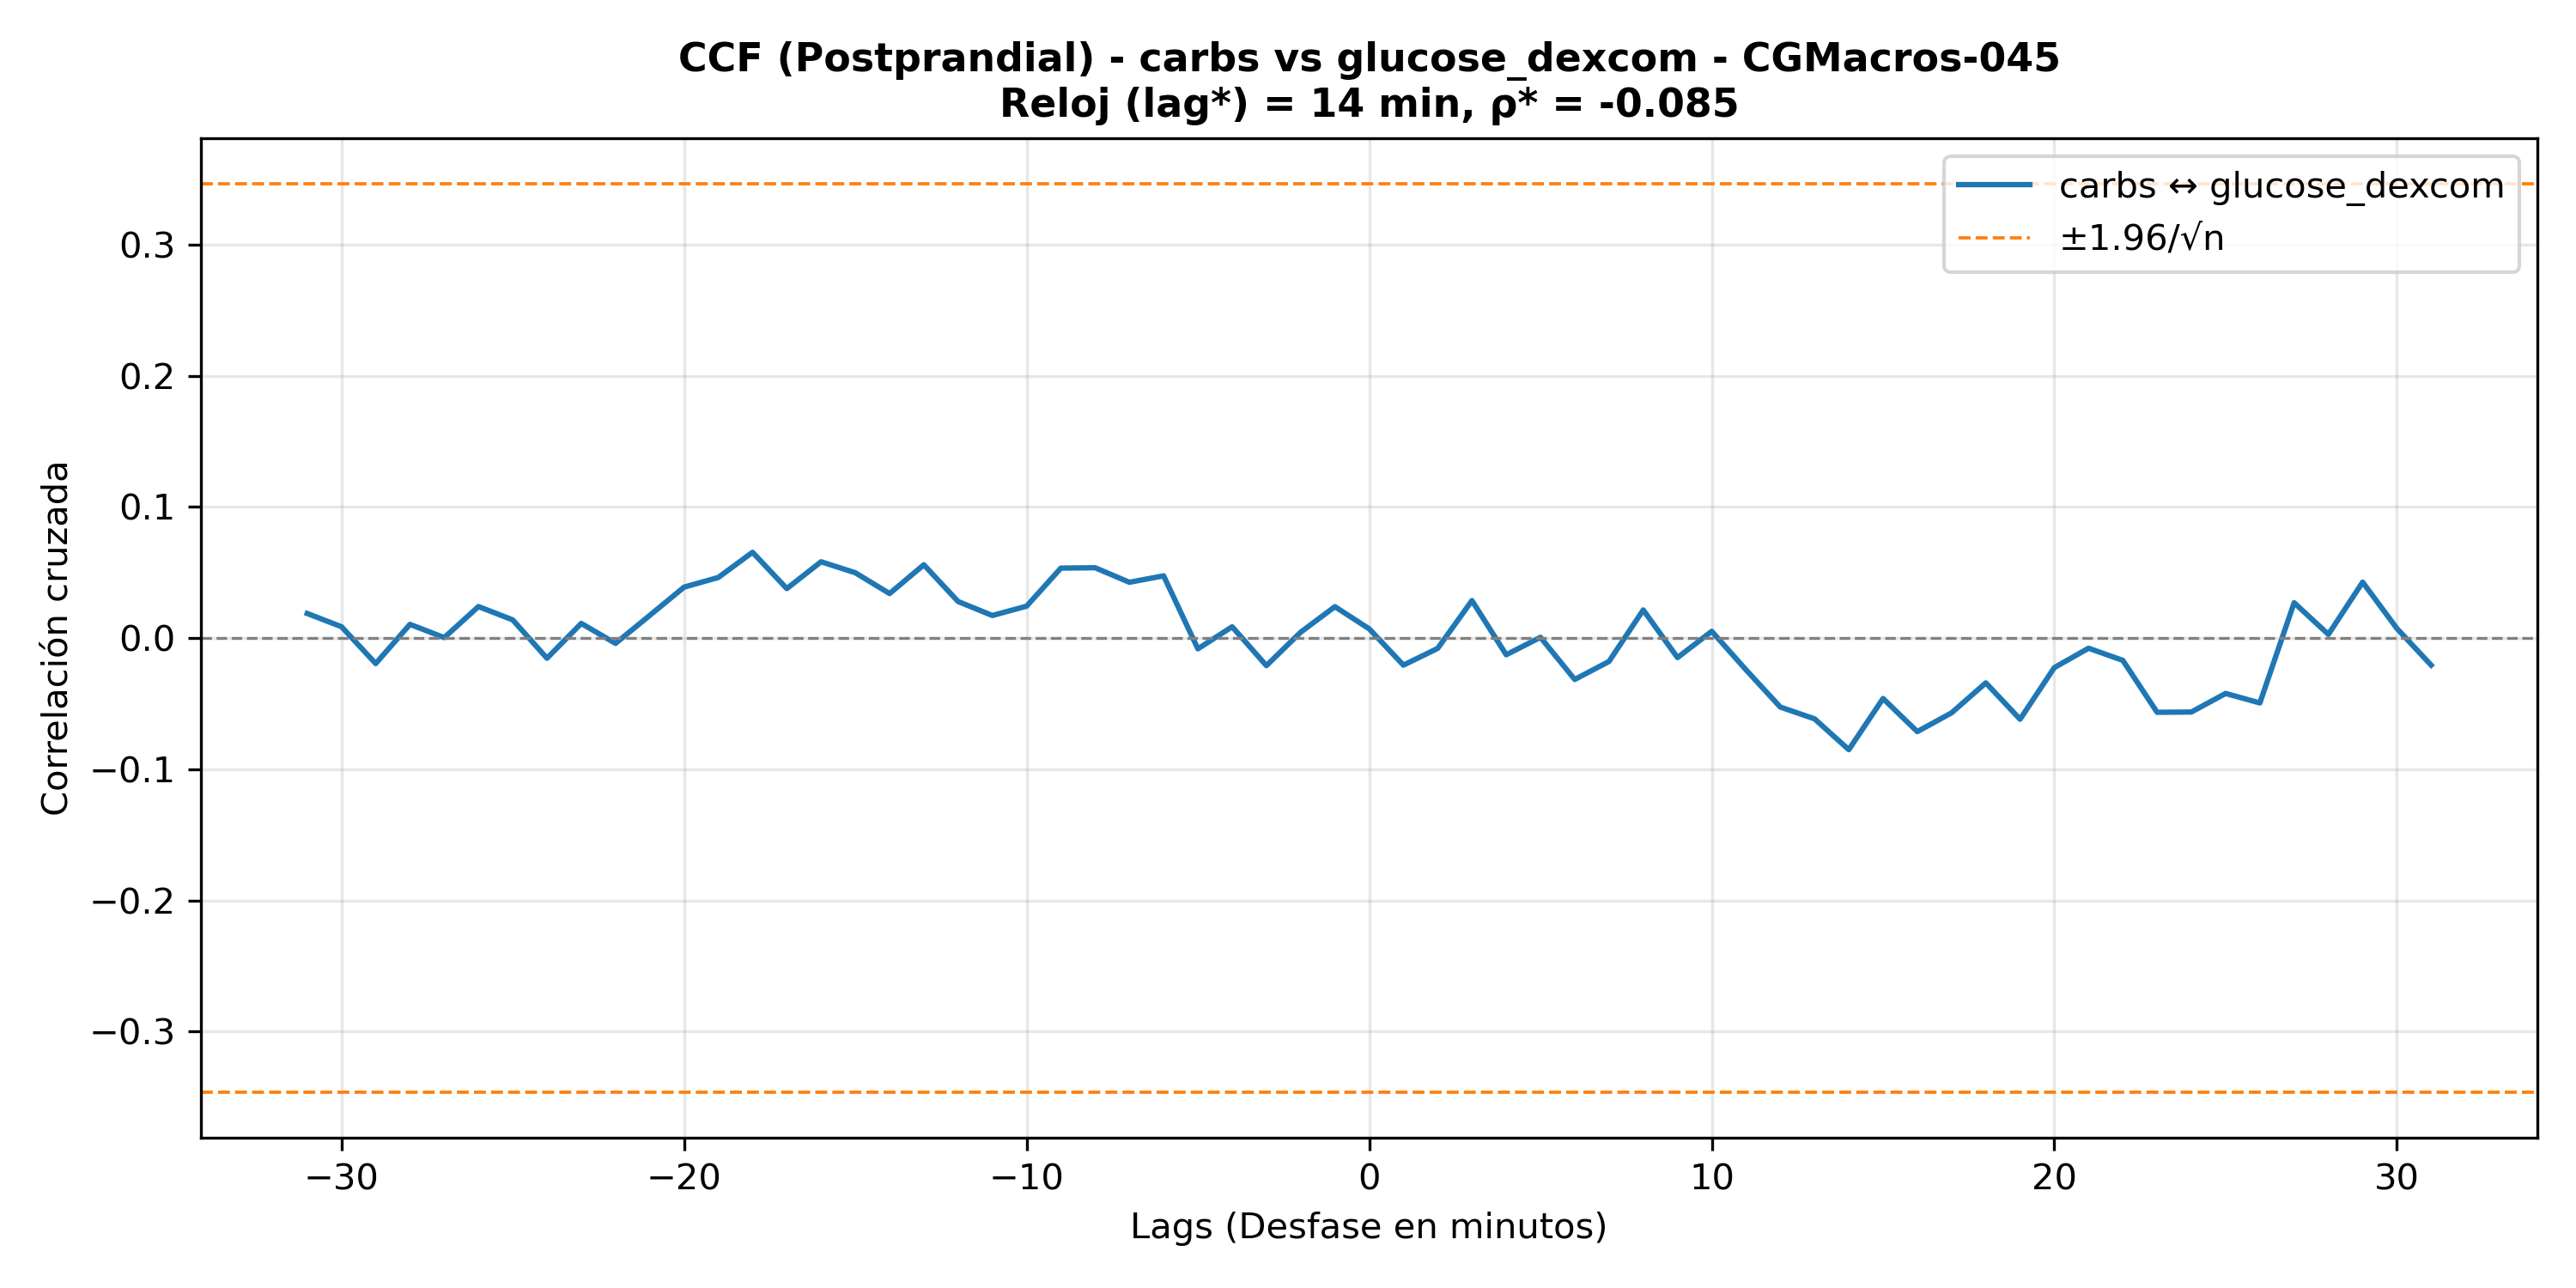 CCF (Postprandial) - carbs vs glucose_dexcom - CGMacros-045
Reloj (lag*) = 14 min, ρ* = -0.085
carbs ↔ glucose_dexcom
±1.96/√n
0.3
0.2
0.1
0.0
−0.1
−0.2
−0.3
Correlación cruzada
−30 −20 −10 0 10 20 30
Lags (Desfase en minutos)